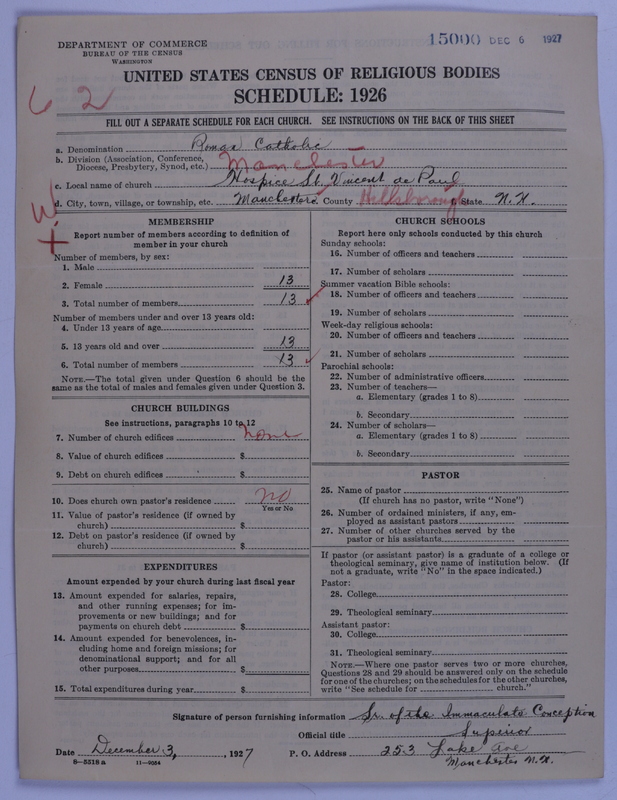 DEPARTMENT OF COMMERCE
BUREAU OF THE CENSUS
WASHINGTON
15000 DEC 6 1927
UNITED STATES CENSUS OF RELIGIOUS BODIES
SCHEDULE: 1926
62
FILL OUT A SEPARATE SCHEDULE FOR EACH CHURCH. SEE INSTRUCTIONS ON THE BACK OF THIS SHEET
a. Denomination Roman Catholic
b. Division (Association, Conference,
Diocese, Presbytery, Synod, etc.) Manchester
c. Local name of church Hospice St. Vincent de Paul
d. City, town, village, or township, etc. Manchester County Hillsborough State N.H.
MEMBERSHIP
Report number of members according to definition of
member in your church
Number of members, by sex:
1. Male
2. Female 13
3. Total number of members 13
Number of members under and over 13 years old:
4. Under 13 years of age
5. 13 years old and over 13
6. Total number of members 13
NOTE.—The total given under Question 6 should be the
same as the total of males and females given under Question 3.
CHURCH BUILDINGS
See instructions, paragraphs 10 to 12
7. Number of church edifices none
8. Value of church edifices $
9. Debt on church edifices $
10. Does church own pastor's residence no
Yes or No
11. Value of pastor's residence (if owned by
church) $
12. Debt on pastor's residence (if owned by
church) $
EXPENDITURES
Amount expended by your church during last fiscal year
13. Amount expended for salaries, repairs,
and other running expenses; for im-
provements or new buildings; and for
payments on church debt $
14. Amount expended for benevolences, in-
cluding home and foreign missions; for
denominational support; and for all
other purposes $
15. Total expenditures during year $
CHURCH SCHOOLS
Report here only schools conducted by this church
Sunday schools:
16. Number of officers and teachers
17. Number of scholars
Summer vacation Bible schools:
18. Number of officers and teachers
19. Number of scholars
Week-day religious schools:
20. Number of officers and teachers
21. Number of scholars
Parochial schools:
22. Number of administrative officers
23. Number of teachers—
a. Elementary (grades 1 to 8)
b. Secondary
24. Number of scholars—
a. Elementary (grades 1 to 8)
b. Secondary
PASTOR
25. Name of pastor
(If church has no pastor, write "None")
26. Number of ordained ministers, if any, em-
ployed as assistant pastors
27. Number of other churches served by the
pastor or his assistants
If pastor (or assistant pastor) is a graduate of a college or
theological seminary, give name of institution below. (If
not a graduate, write "No" in the space indicated.)
Pastor:
28. College
29. Theological seminary
Assistant pastor:
30. College
31. Theological seminary
NOTE.—Where one pastor serves two or more churches,
Questions 28 and 29 should be answered only on the schedule
for one of the churches; on the schedules for the other churches,
write "See schedule for church."
Signature of person furnishing information Sr. of the Immaculate Conception
Official title Superior
Date December 3, 1927 P. O. Address 253 Lake Ave
Manchester N.H.
8—5518 a 11—9034